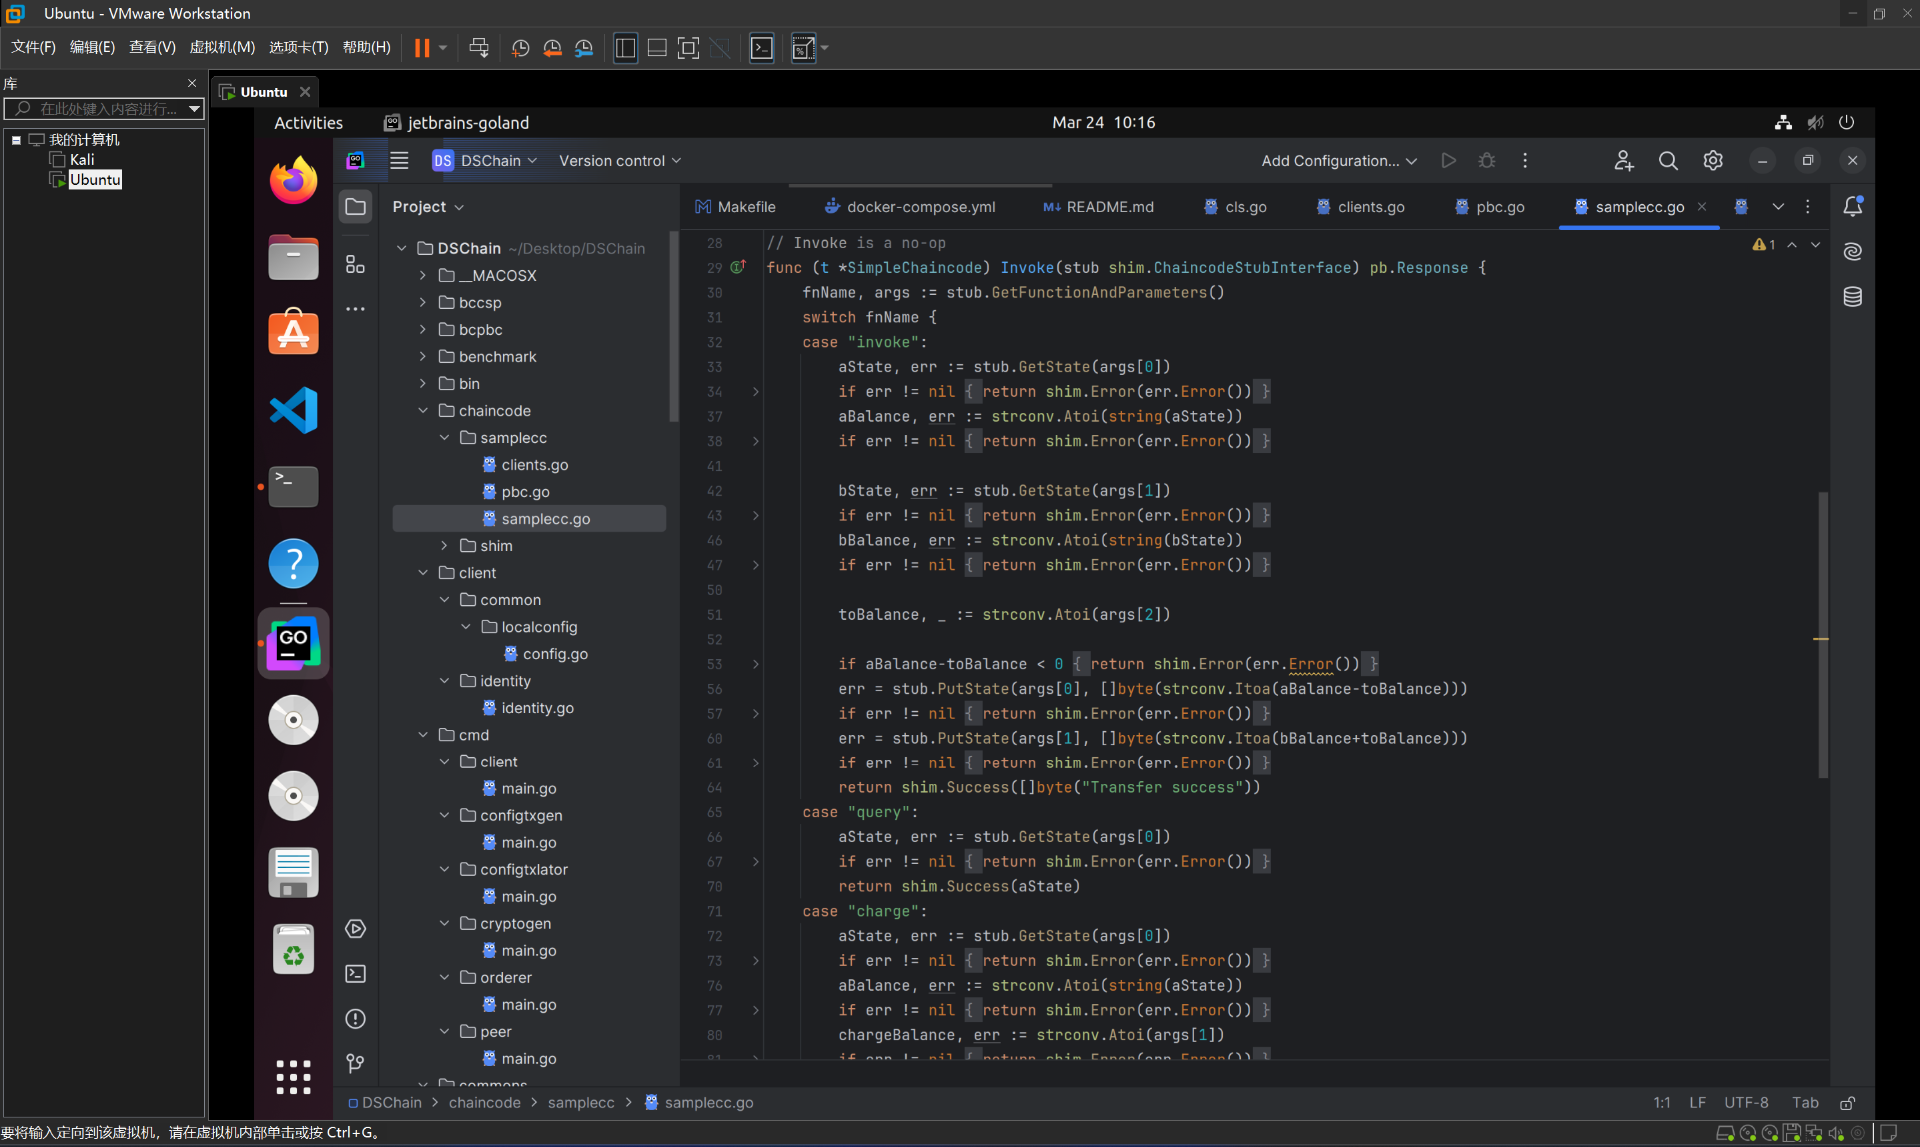 Ubuntu - VMware Workstation
文件(F) 编辑(E) 查看(V) 虚拟机(M) 选项卡(T) 帮助(H)
库
在此处键入内容进行...
我的计算机
Kali
Ubuntu
Ubuntu
Activities
jetbrains-goland
Mar 24 10:16
DS DSChain
Version control
Add Configuration...
Project
Makefile
docker-compose.yml
README.md
cls.go
clients.go
pbc.go
samplecc.go
DSChain ~/Desktop/DSChain
__MACOSX
bccsp
bcpbc
benchmark
bin
chaincode
samplecc
clients.go
pbc.go
samplecc.go
shim
client
common
localconfig
config.go
identity
identity.go
cmd
client
main.go
configtxgen
main.go
configtxlator
main.go
cryptogen
main.go
orderer
main.go
peer
main.go
commons
1
28 // Invoke is a no-op
29 func (t *SimpleChaincode) Invoke(stub shim.ChaincodeStubInterface) pb.Response {
30 fnName, args := stub.GetFunctionAndParameters()
31 switch fnName {
32 case "invoke":
33 aState, err := stub.GetState(args[0])
34 if err != nil { return shim.Error(err.Error()) }
37 aBalance, err := strconv.Atoi(string(aState))
38 if err != nil { return shim.Error(err.Error()) }
41
42 bState, err := stub.GetState(args[1])
43 if err != nil { return shim.Error(err.Error()) }
46 bBalance, err := strconv.Atoi(string(bState))
47 if err != nil { return shim.Error(err.Error()) }
50
51 toBalance, _ := strconv.Atoi(args[2])
52
53 if aBalance-toBalance < 0 { return shim.Error(err.Error()) }
56 err = stub.PutState(args[0], []byte(strconv.Itoa(aBalance-toBalance)))
57 if err != nil { return shim.Error(err.Error()) }
60 err = stub.PutState(args[1], []byte(strconv.Itoa(bBalance+toBalance)))
61 if err != nil { return shim.Error(err.Error()) }
64 return shim.Success([]byte("Transfer success"))
65 case "query":
66 aState, err := stub.GetState(args[0])
67 if err != nil { return shim.Error(err.Error()) }
70 return shim.Success(aState)
71 case "charge":
72 aState, err := stub.GetState(args[0])
73 if err != nil { return shim.Error(err.Error()) }
76 aBalance, err := strconv.Atoi(string(aState))
77 if err != nil { return shim.Error(err.Error()) }
80 chargeBalance, err := strconv.Atoi(args[1])
81 if err != nil { return shim.Error(err.Error()) }
DSChain > chaincode > samplecc > samplecc.go
1:1 LF UTF-8 Tab
要将输入定向到该虚拟机，请在虚拟机内部单击或按 Ctrl+G。